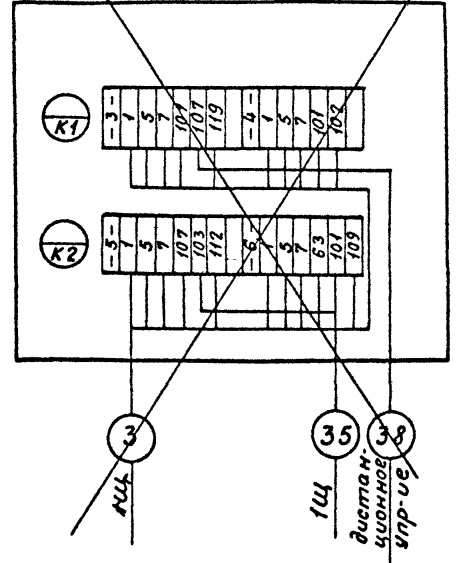 К1
-3- 1 5 7 101 107 119 -4- 1 5 7 101 102
К2
-5- 1 5 7 107 103 112 -6- 1 5 7 63 101 109
3 35 38
1Щ
дистан-
ционное
упр-ие